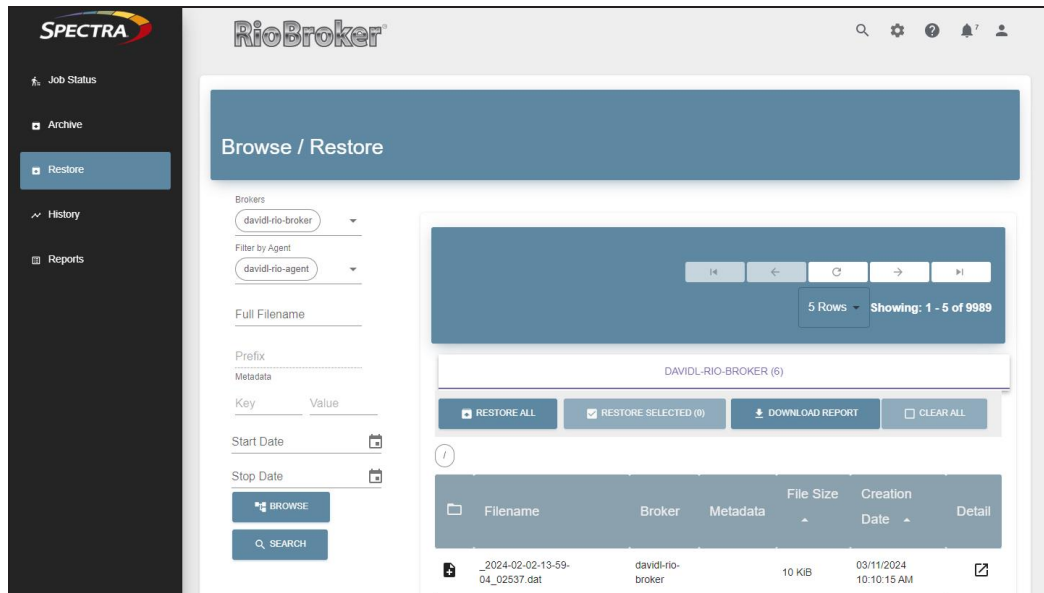 SPECTRA
RioBroker®
7
Job Status
Archive
Restore
History
Reports
Browse / Restore
Brokers
davidl-rio-broker
Filter by Agent
davidl-rio-agent
Full Filename
Prefix
Metadata
Key Value
Start Date
Stop Date
BROWSE
SEARCH
5 Rows Showing: 1 - 5 of 9989
DAVIDL-RIO-BROKER (6)
RESTORE ALL RESTORE SELECTED (0) DOWNLOAD REPORT CLEAR ALL
/
Filename Broker Metadata File Size Creation Date Detail
_2024-02-02-13-59-
04_02537.dat
davidl-rio-
broker
10 KiB
03/11/2024
10:10:15 AM